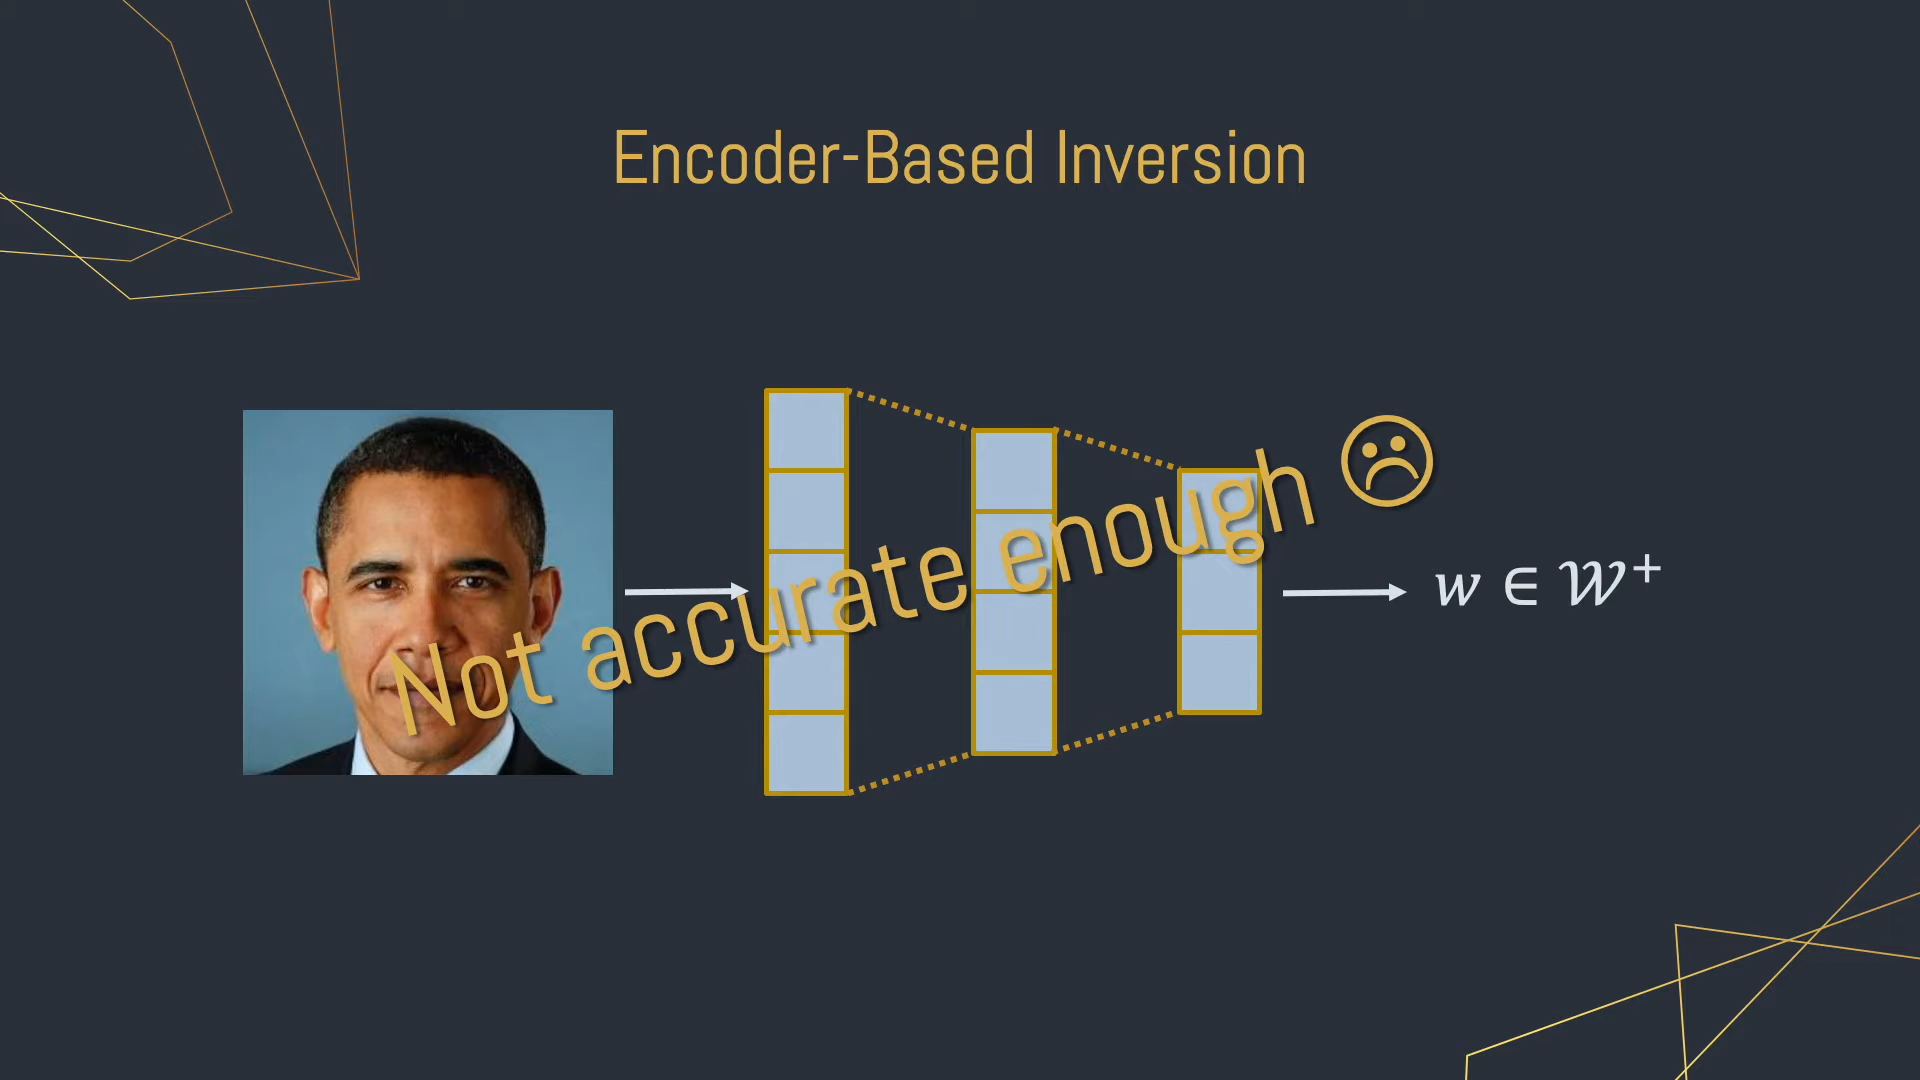 Encoder-Based Inversion
Not accurate enough ☹
𝑤 ∈ 𝒲⁺